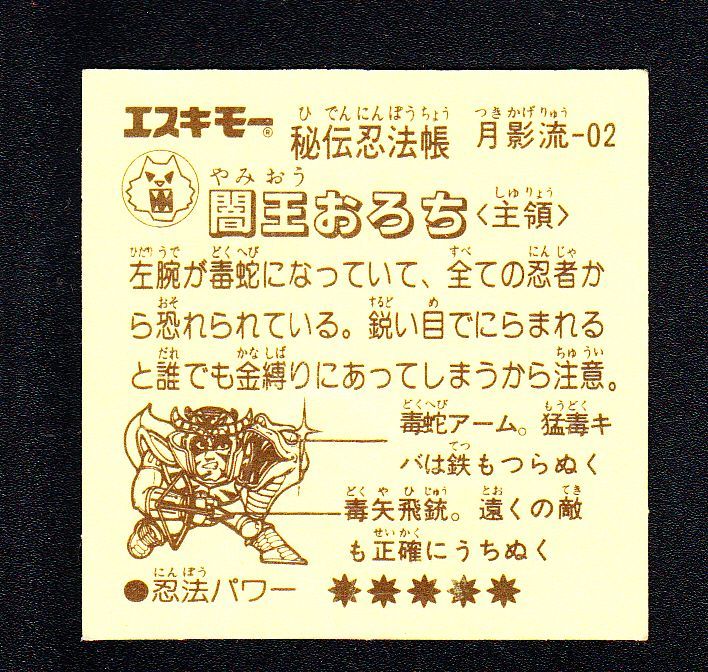 エスキモー®
ひでんにんぽうちょう
秘伝忍法帳
つきかげりゅう
月影流-02
やみおう
闇王おろち
しゅりょう
〈主領〉
ひだりうで どくへび すべ にんじゃ
左腕が毒蛇になっていて、全ての忍者か
おそ するど め
ら恐れられている。鋭い目でにらまれる
だれ かなしば ちゅうい
と誰でも金縛りにあってしまうから注意。
どくへび もうどく
毒蛇アーム。猛毒キ
てつ
バは鉄もつらぬく
どくやひじゅう とお てき
毒矢飛銃。遠くの敵
せいかく
も正確にうちぬく
にんぽう
●忍法パワー